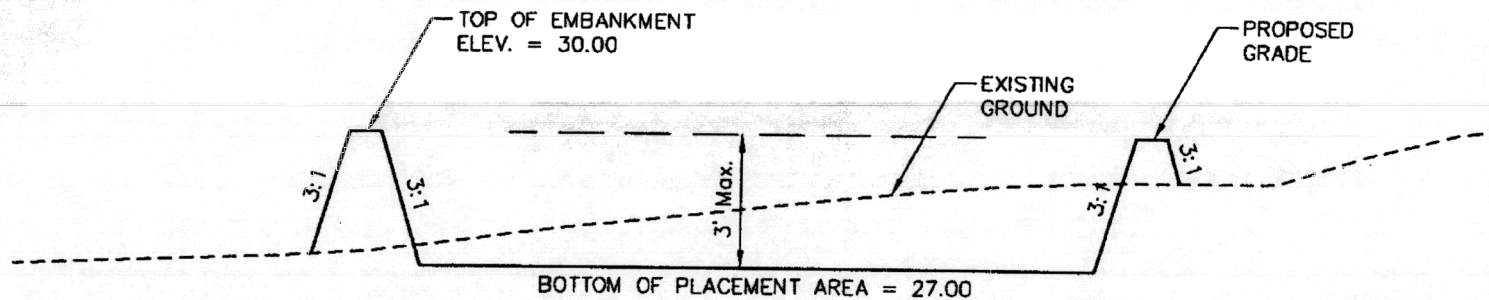 TOP OF EMBANKMENT
ELEV. = 30.00
PROPOSED
GRADE
EXISTING
GROUND
3:1
3:1
3' Max.
3:1
3:1
BOTTOM OF PLACEMENT AREA = 27.00